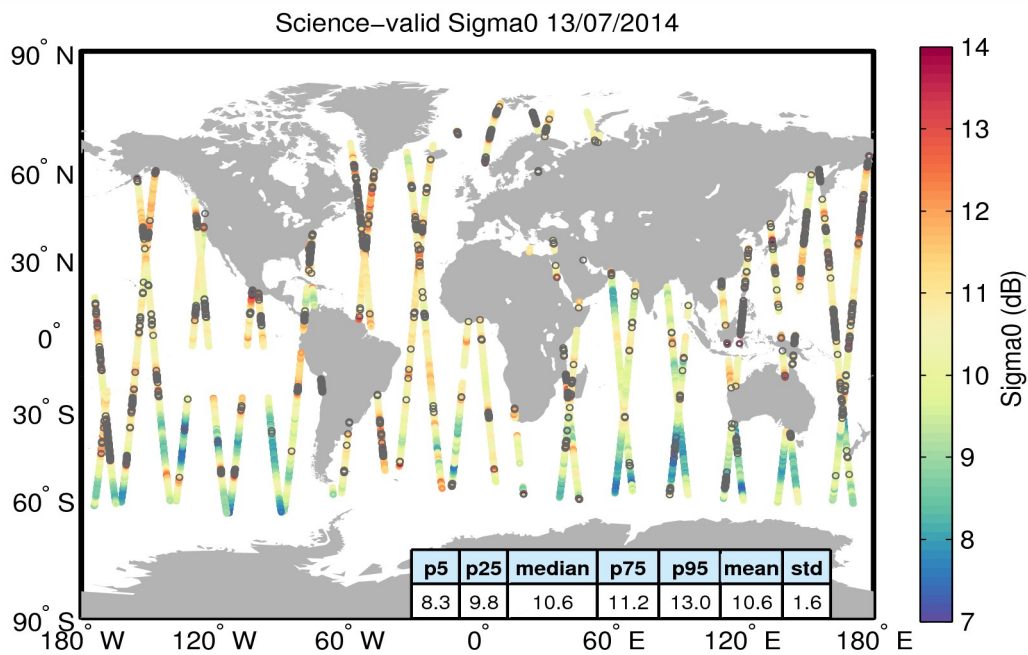 Science−valid Sigma0 13/07/2014
90° N
60° N
30° N
0°
30° S
60° S
90° S
180° W
120° W
60° W
0°
60° E
120° E
180° E
p5 p25 median p75 p95 mean std
8.3 9.8 10.6 11.2 13.0 10.6 1.6
14
13
12
11
10
9
8
7
Sigma0 (dB)